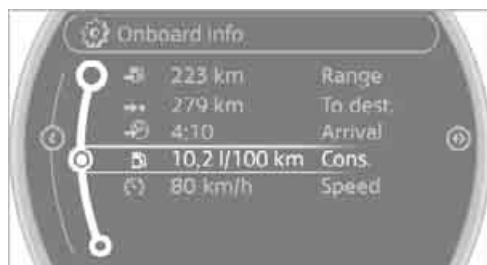 Onboard info
223 km Range
279 km To dest.
4:10 Arrival
10,2 l/100 km Cons.
80 km/h Speed